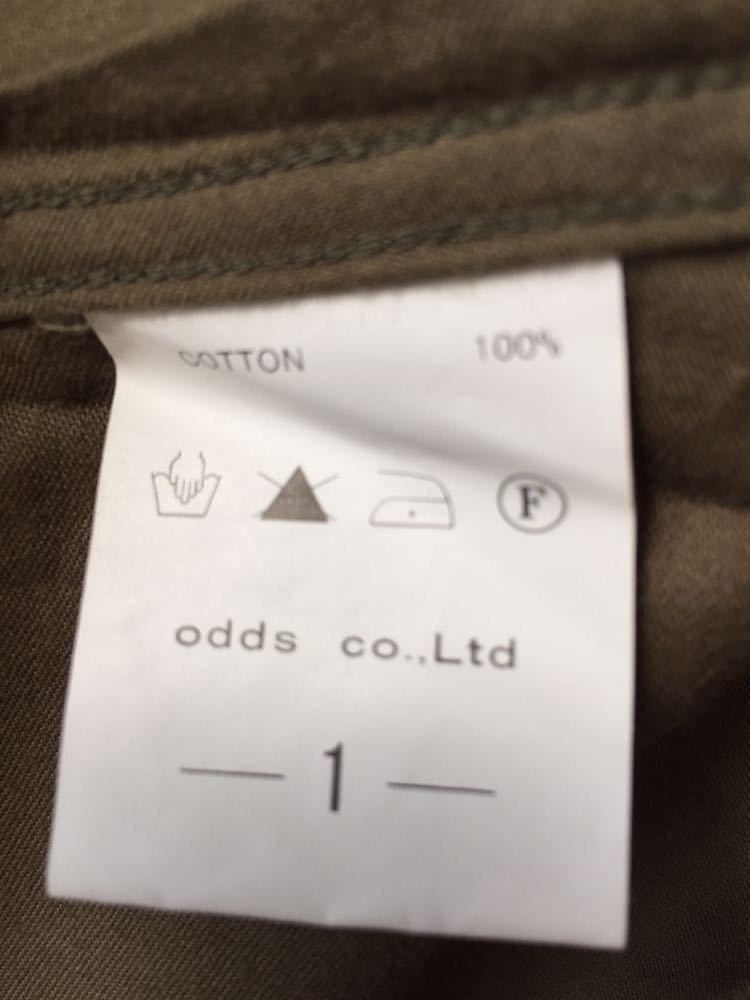 COTTON 100%
F
odds co.,Ltd
— 1 —